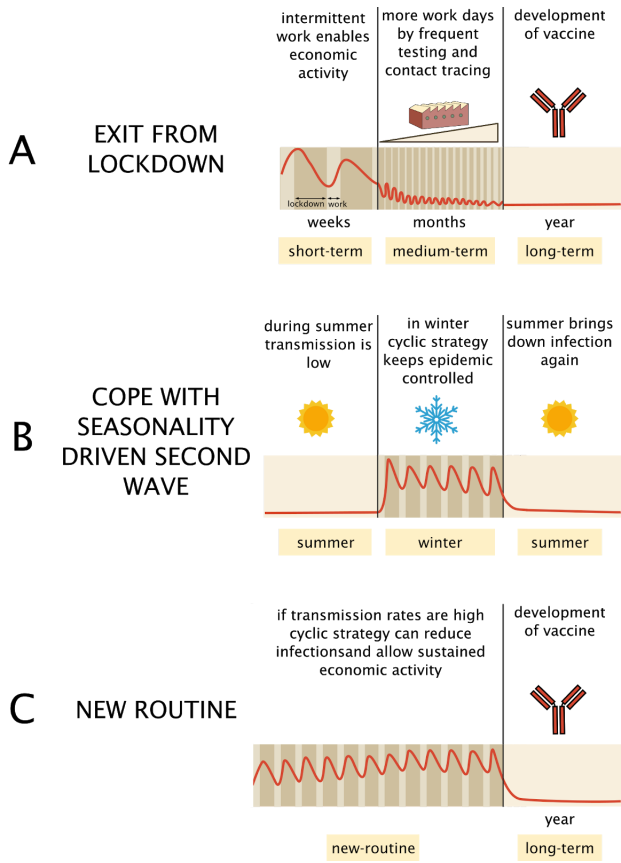 intermittent
work enables
economic
activity
more work days
by frequent
testing and
contact tracing
development
of vaccine
A
EXIT FROM
LOCKDOWN
lockdown
work
weeks
months
year
short-term
medium-term
long-term
during summer
transmission is
low
in winter
cyclic strategy
keeps epidemic
controlled
summer brings
down infection
again
B
COPE WITH
SEASONALITY
DRIVEN SECOND
WAVE
summer
winter
summer
if transmission rates are high
cyclic strategy can reduce
infectionsand allow sustained
economic activity
development
of vaccine
C
NEW ROUTINE
year
new-routine
long-term